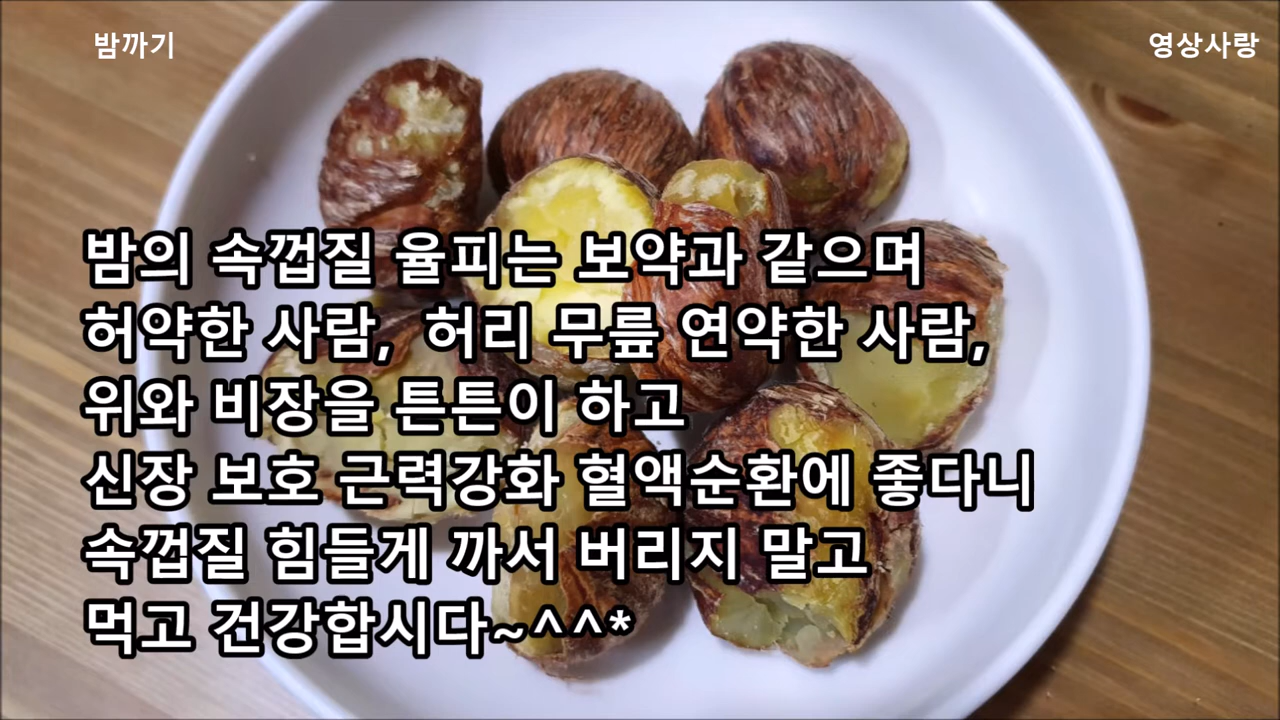 밤까기
영상사랑
밤의 속껍질 율피는 보약과 같으며
허약한 사람, 허리 무릎 연약한 사람,
위와 비장을 튼튼이 하고
신장 보호 근력강화 혈액순환에 좋다니
속껍질 힘들게 까서 버리지 말고
먹고 건강합시다~^^*